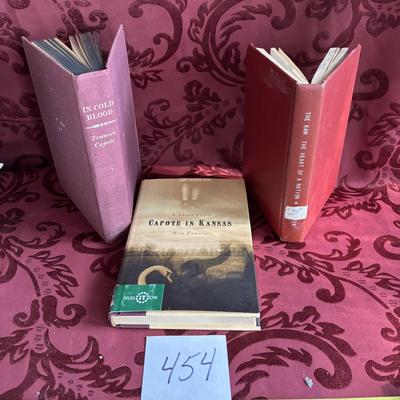 IN COLD
BLOOD
Truman
Capote
THE KAW THE HEART OF A NATION
A Ghost Story
CAPOTE IN KANSAS
Kim Powers
PASS IT ON
454